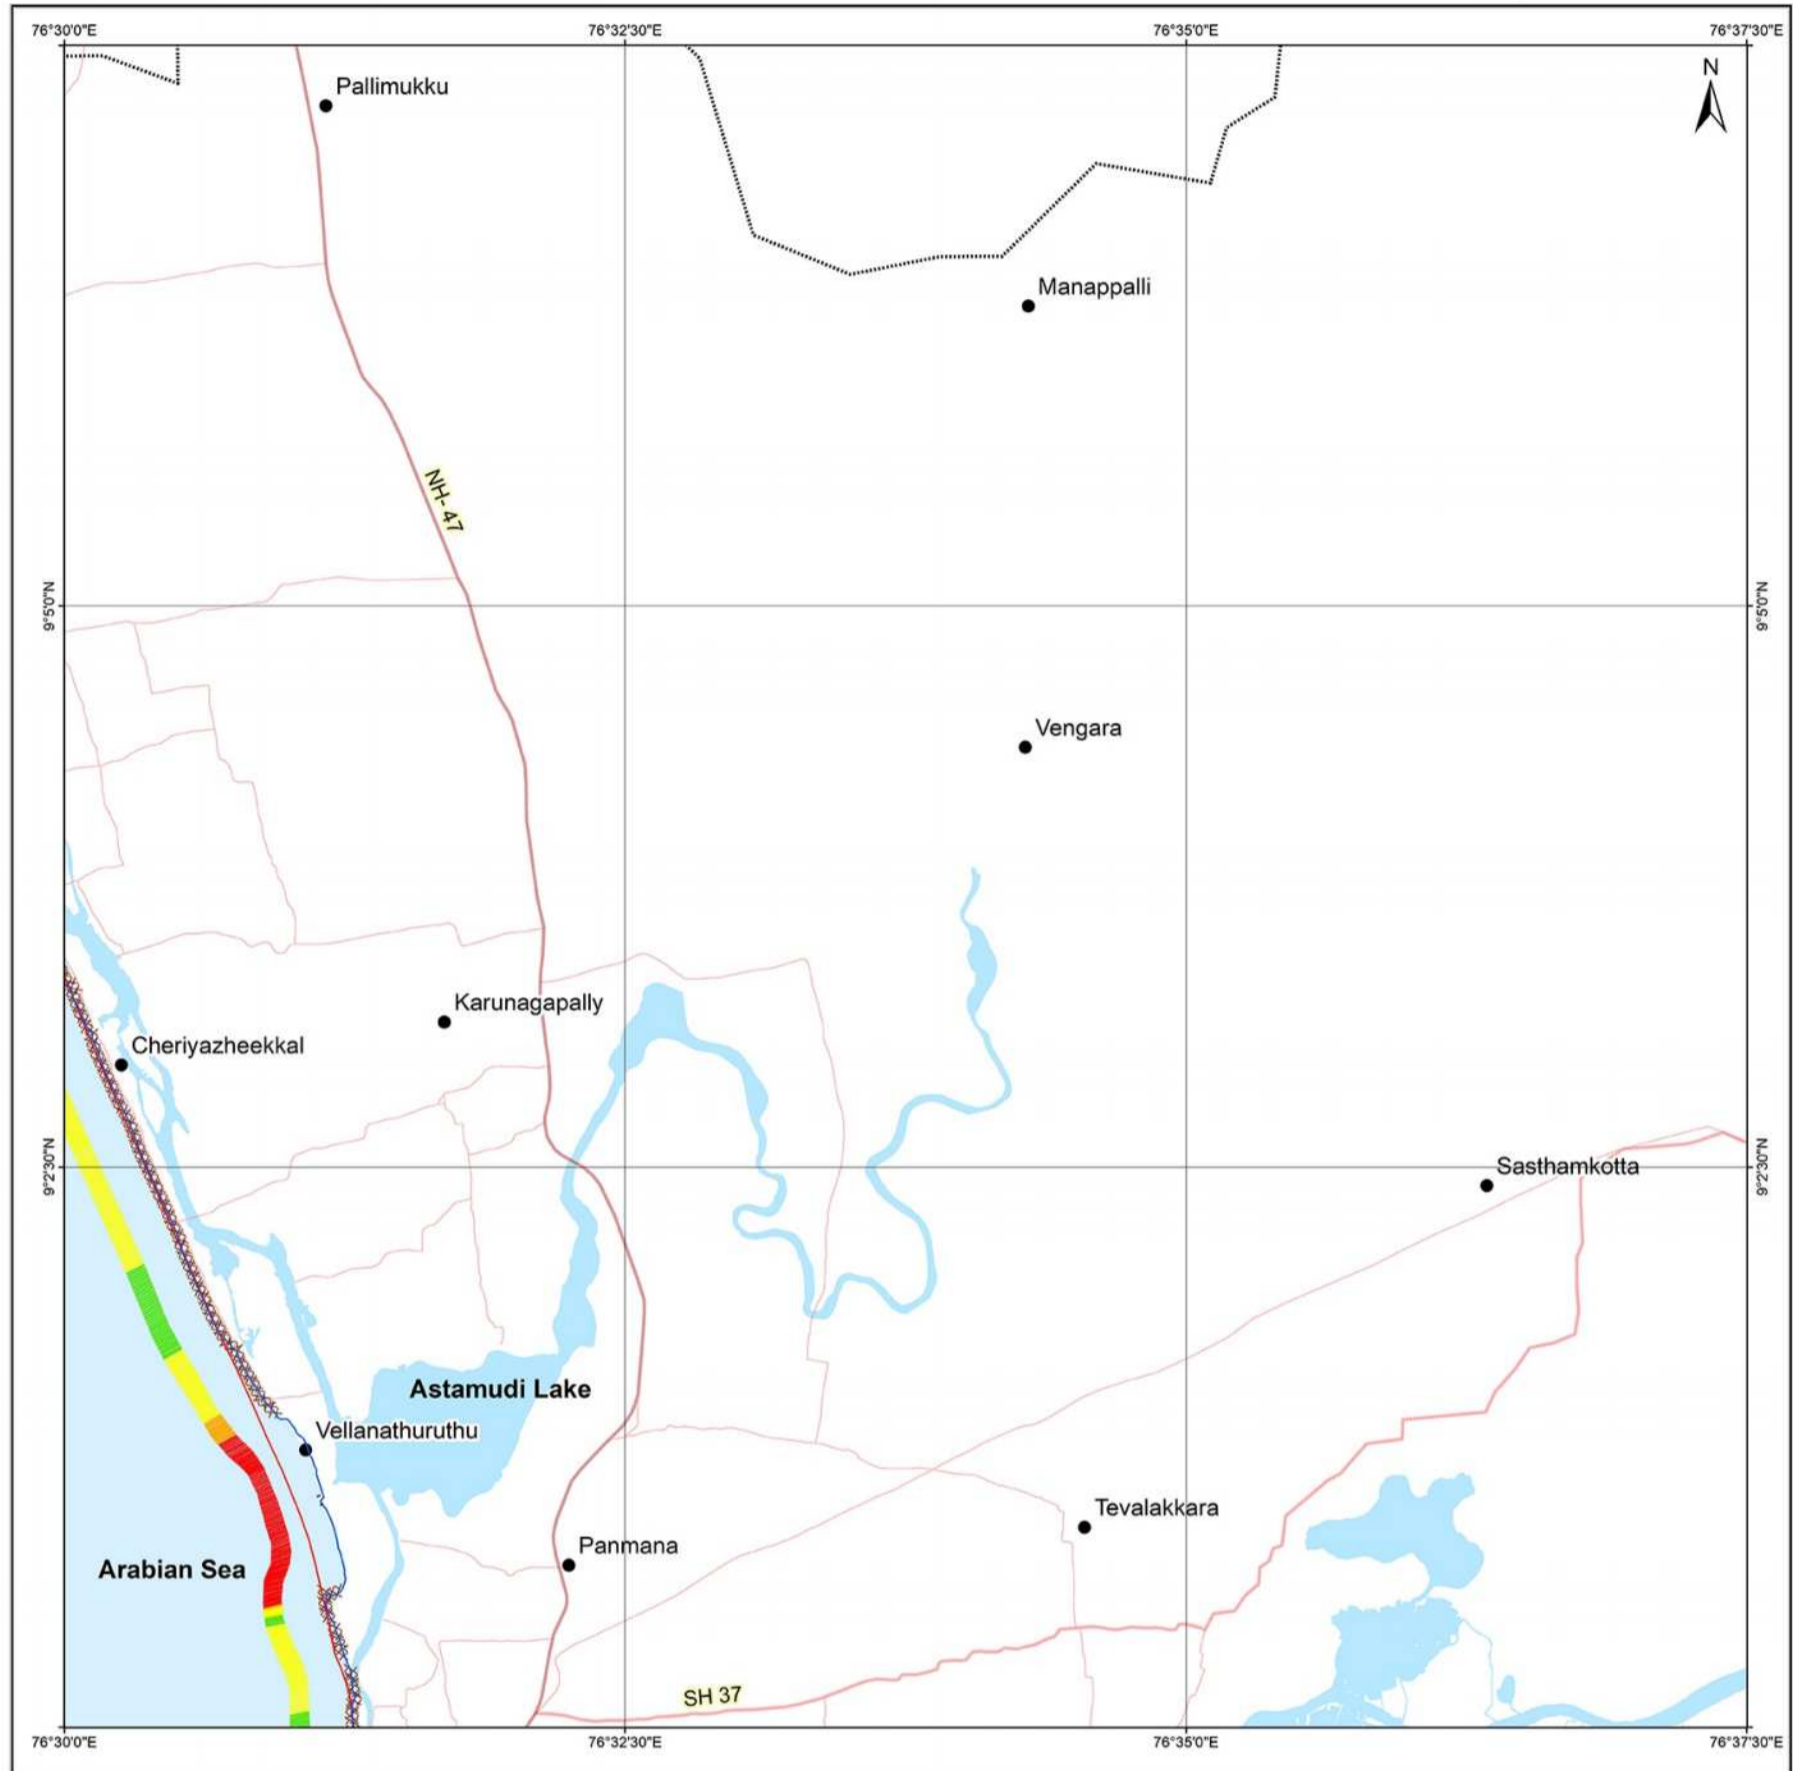 76°30'0"E
76°32'30"E
76°35'0"E
76°37'30"E
N
Pallimukku
Manappalli
NH- 47
9°5'0"N
9°5'0"N
Vengara
Karunagapally
Cheriyazheekkal
9°2'30"N
9°2'30"N
Sasthamkotta
Astamudi Lake
Vellanathuruthu
Tevalakkara
Panmana
Arabian Sea
SH 37
76°30'0"E
76°32'30"E
76°35'0"E
76°37'30"E